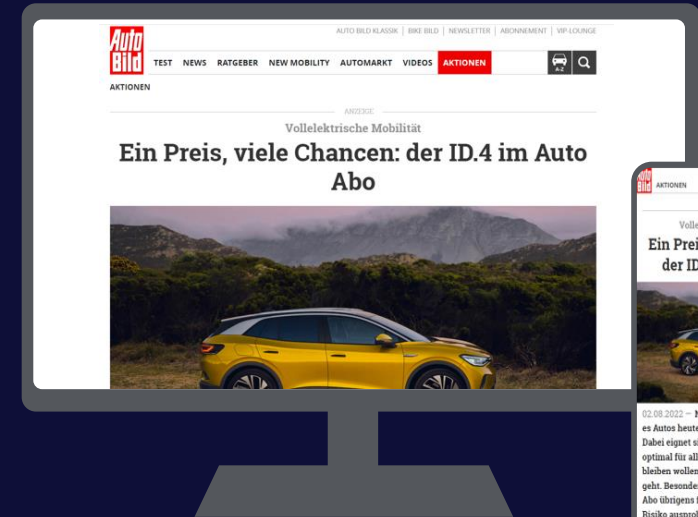 AUTO BILD KLASSIK | BIKE BILD | NEWSLETTER | ABONNEMENT | VIP-LOUNGE
Auto
Bild
TEST NEWS RATGEBER NEW MOBILITY AUTOMARKT VIDEOS AKTIONEN
A-Z
AKTIONEN
ANZEIGE
Vollelektrische Mobilität
Ein Preis, viele Chancen: der ID.4 im Auto
Abo
Auto
Bild
AKTIONEN
Ein Prei
der ID
02.08.2022 –
es Autos heute
Dabei eignet
optimal für all
bleiben wollen
geht.
Abo übrigens
Risiko